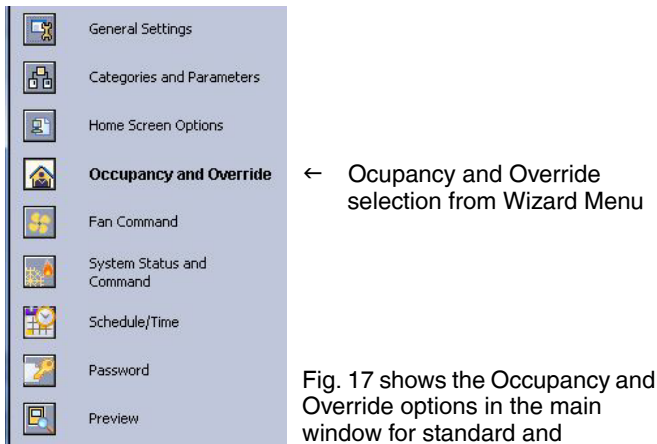 General Settings
Categories and Parameters
Home Screen Options
Occupancy and Override
← Ocupancy and Override
selection from Wizard Menu
Fan Command
System Status and
Command
Schedule/Time
Password
Preview
Fig. 17 shows the Occupancy and
Override options in the main
window for standard and